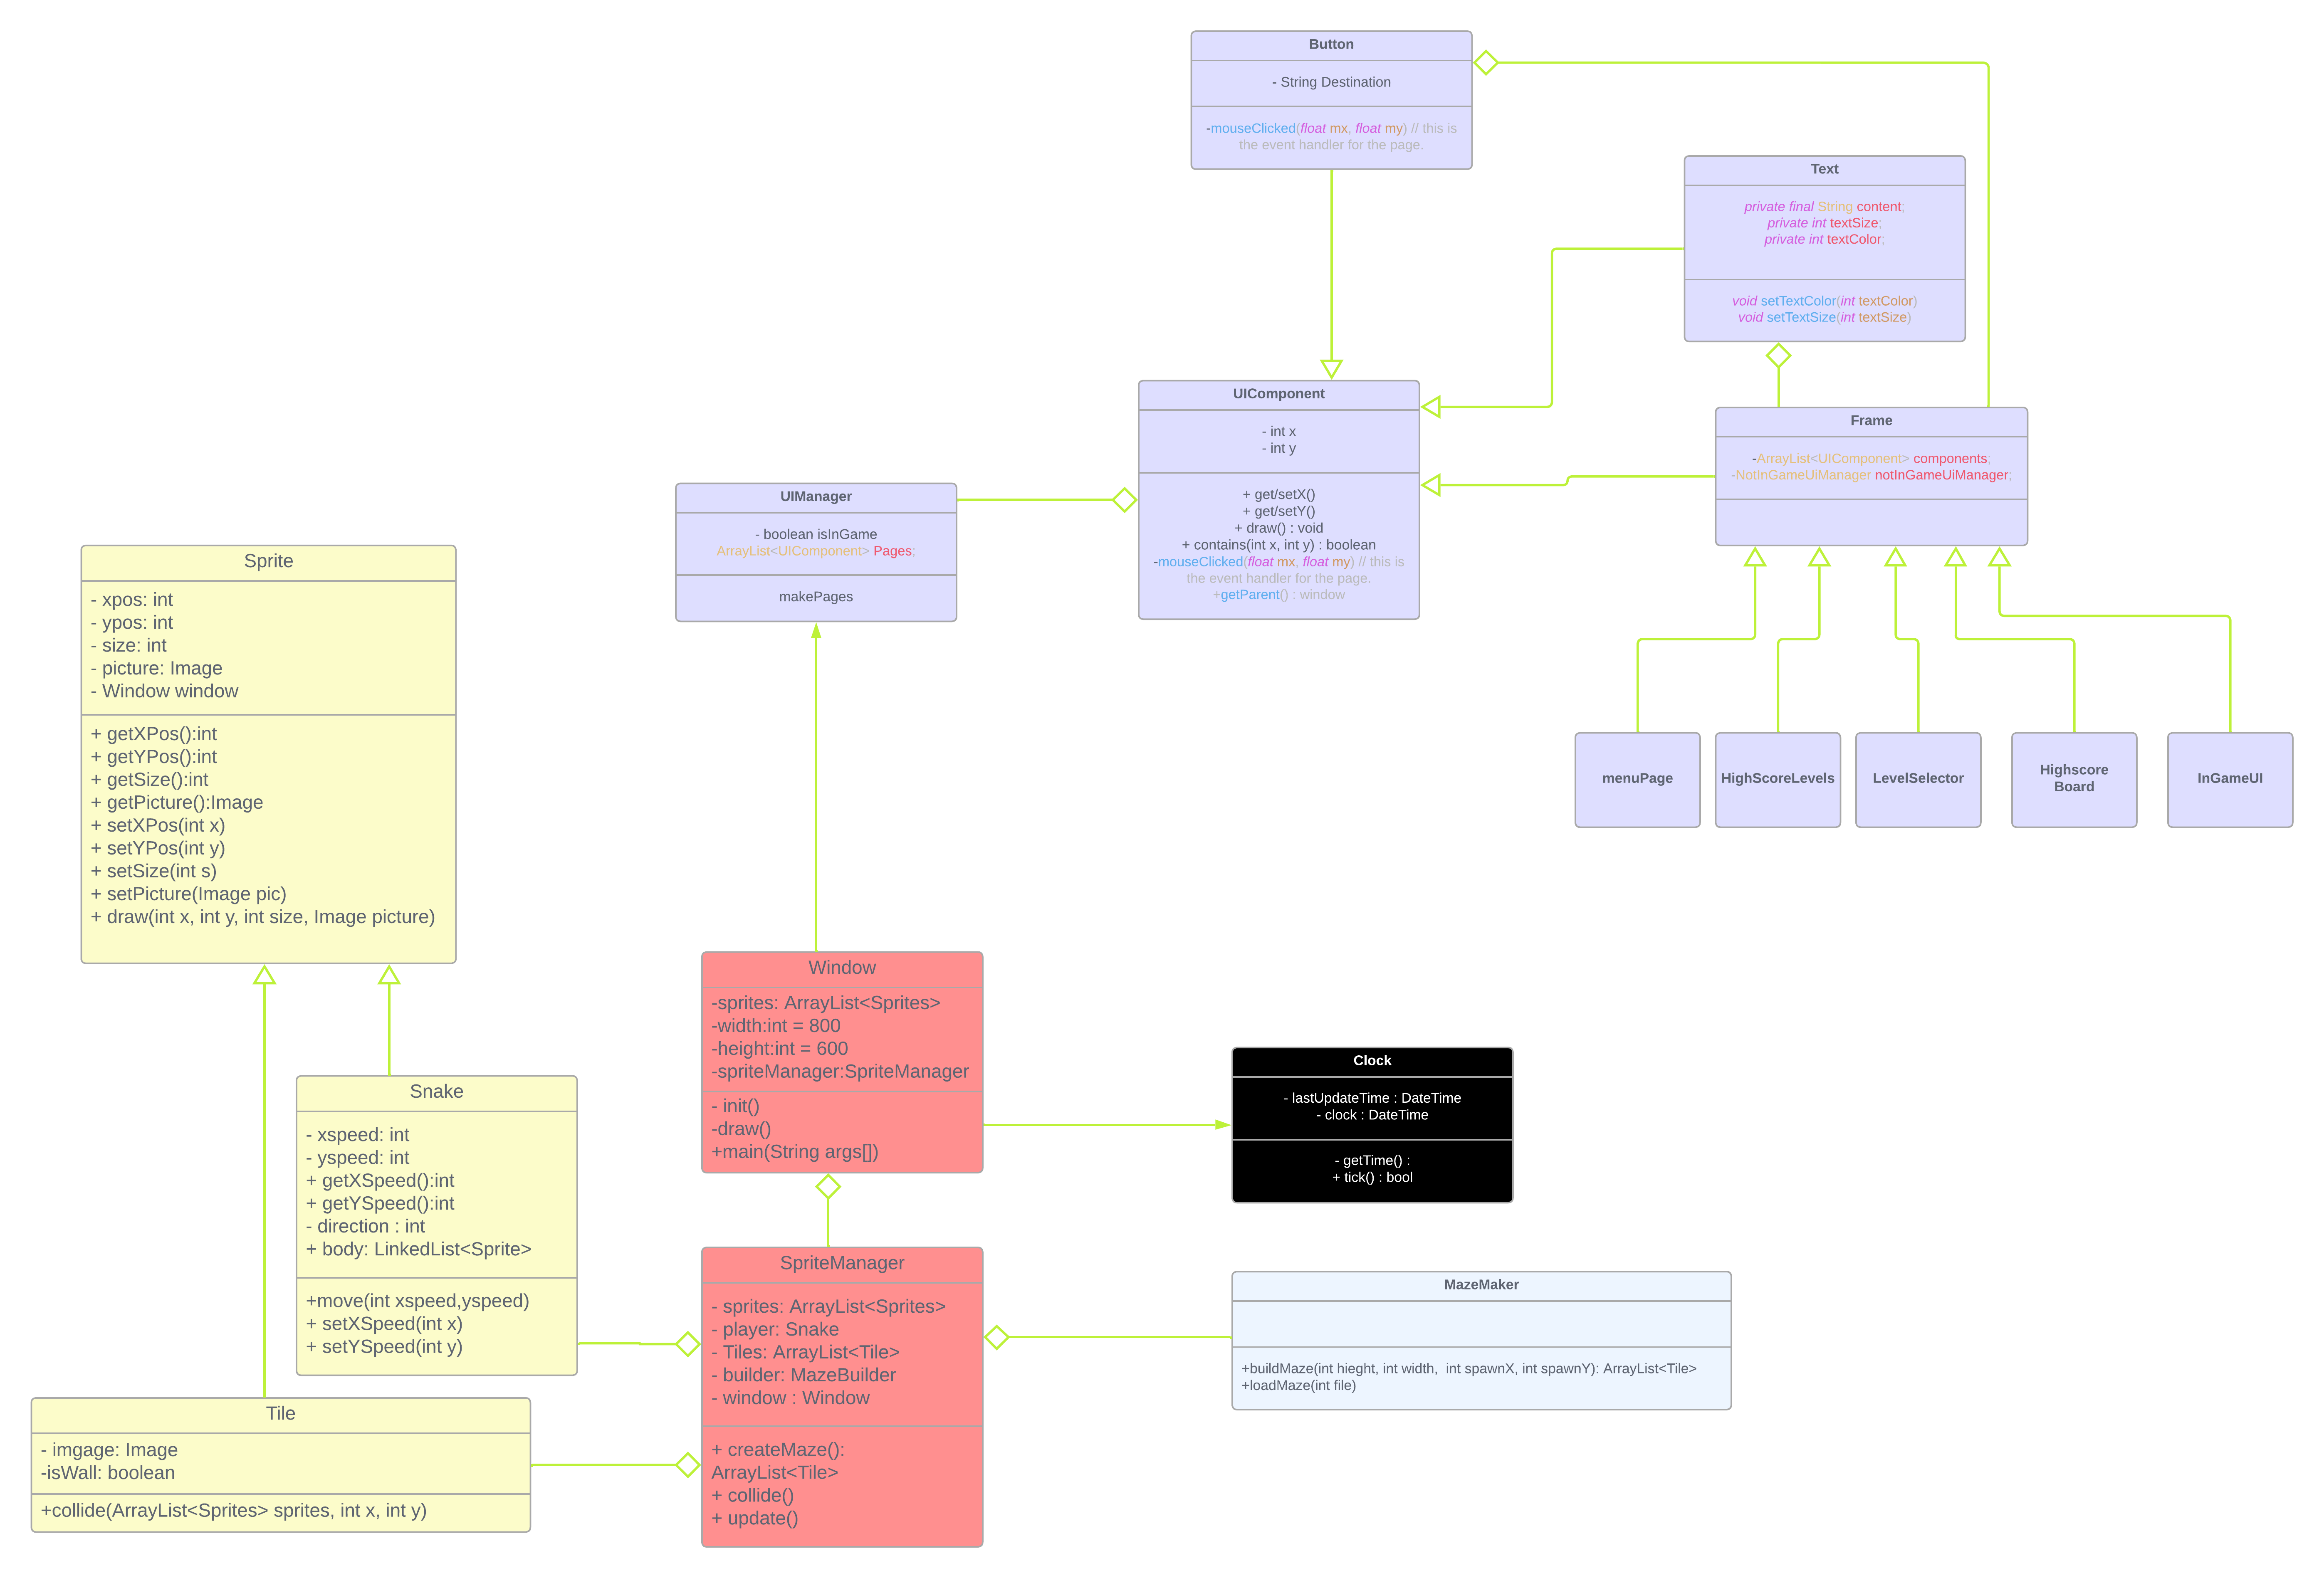 Button
- String Destination
-mouseClicked(float mx, float my) // this is
the event handler for the page.
Text
private final String content;
private int textSize;
private int textColor;
void setTextColor(int textColor)
void setTextSize(int textSize)
UIComponent
- int x
- int y
+ get/setX()
+ get/setY()
+ draw() : void
+ contains(int x, int y) : boolean
-mouseClicked(float mx, float my) // this is
the event handler for the page.
+getParent() : window
Frame
-ArrayList<UIComponent> components;
-NotInGameUiManager notInGameUiManager;
UIManager
- boolean isInGame
ArrayList<UIComponent> Pages;
makePages
Sprite
- xpos: int
- ypos: int
- size: int
- picture: Image
- Window window
+ getXPos():int
+ getYPos():int
+ getSize():int
+ getPicture():Image
+ setXPos(int x)
+ setYPos(int y)
+ setSize(int s)
+ setPicture(Image pic)
+ draw(int x, int y, int size, Image picture)
menuPage
HighScoreLevels
LevelSelector
Highscore
Board
InGameUI
Window
-sprites: ArrayList<Sprites>
-width:int = 800
-height:int = 600
-spriteManager:SpriteManager
- init()
-draw()
+main(String args[])
Clock
- lastUpdateTime : DateTime
- clock : DateTime
- getTime() :
+ tick() : bool
Snake
- xspeed: int
- yspeed: int
+ getXSpeed():int
+ getYSpeed():int
- direction : int
+ body: LinkedList<Sprite>
+move(int xspeed,yspeed)
+ setXSpeed(int x)
+ setYSpeed(int y)
SpriteManager
- sprites: ArrayList<Sprites>
- player: Snake
- Tiles: ArrayList<Tile>
- builder: MazeBuilder
- window : Window
+ createMaze():
ArrayList<Tile>
+ collide()
+ update()
MazeMaker
+buildMaze(int hieght, int width,  int spawnX, int spawnY): ArrayList<Tile>
+loadMaze(int file)
Tile
- imgage: Image
-isWall: boolean
+collide(ArrayList<Sprites> sprites, int x, int y)